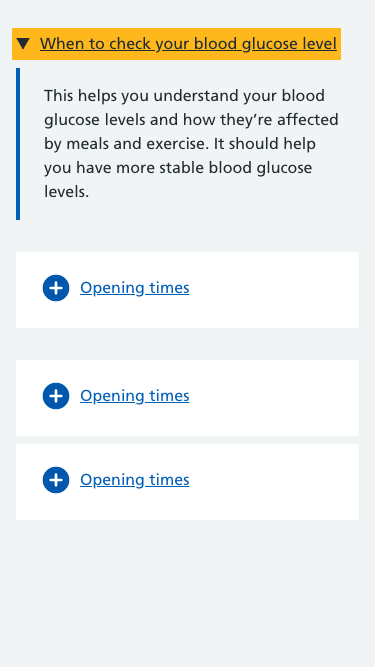 When to check your blood glucose level
This helps you understand your blood
glucose levels and how they’re affected
by meals and exercise. It should help
you have more stable blood glucose
levels.
Opening times
Opening times
Opening times